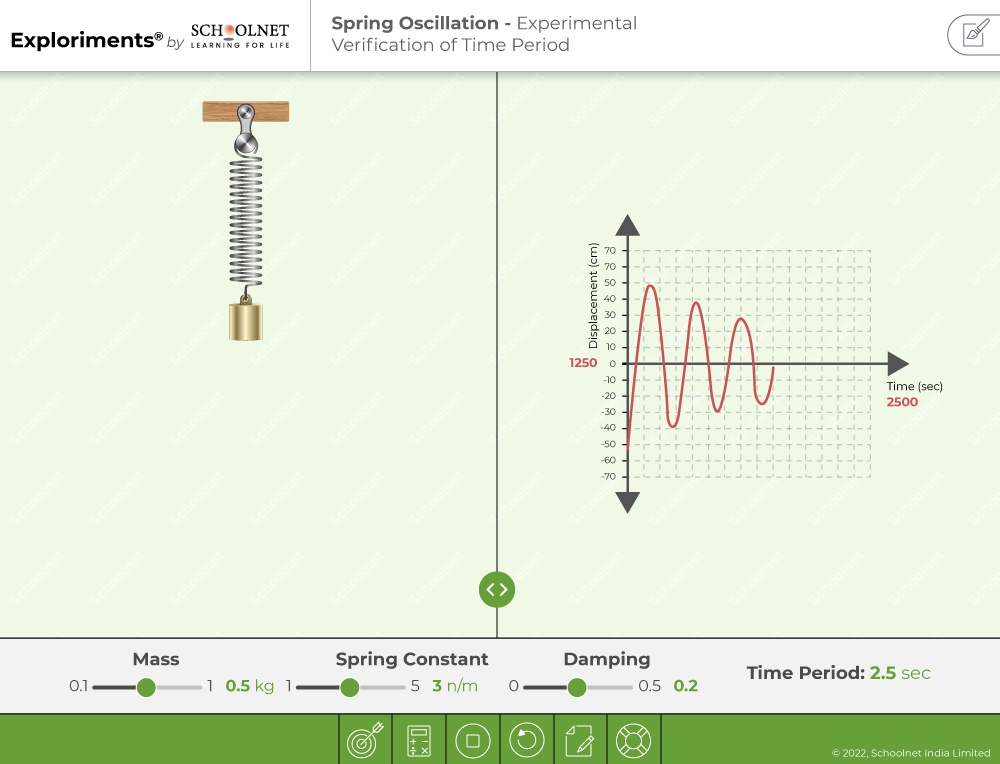 Exploriments® by SCHOOLNET
LEARNING FOR LIFE
Spring Oscillation - Experimental
Verification of Time Period
Displacement (cm)
70
70
50
40
30
20
10
1250 0
-10
-20
-30
-40
-50
-60
-70
Time (sec)
2500
Mass
0.1 1 0.5 kg
Spring Constant
1 5 3 n/m
Damping
0 0.5 0.2
Time Period: 2.5 sec
© 2022, Schoolnet India Limited